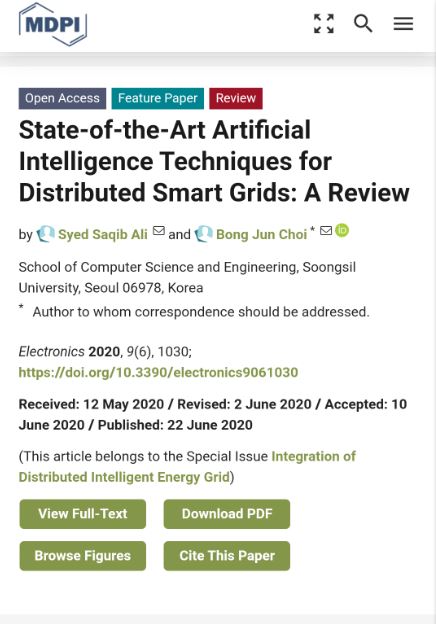 MDPI
Open Access Feature Paper Review
State-of-the-Art Artificial
Intelligence Techniques for
Distributed Smart Grids: A Review
by Syed Saqib Ali and Bong Jun Choi * iD
School of Computer Science and Engineering, Soongsil
University, Seoul 06978, Korea
* Author to whom correspondence should be addressed.
Electronics 2020, 9(6), 1030;
https://doi.org/10.3390/electronics9061030
Received: 12 May 2020 / Revised: 2 June 2020 / Accepted: 10
June 2020 / Published: 22 June 2020
(This article belongs to the Special Issue Integration of
Distributed Intelligent Energy Grid)
View Full-Text Download PDF
Browse Figures Cite This Paper